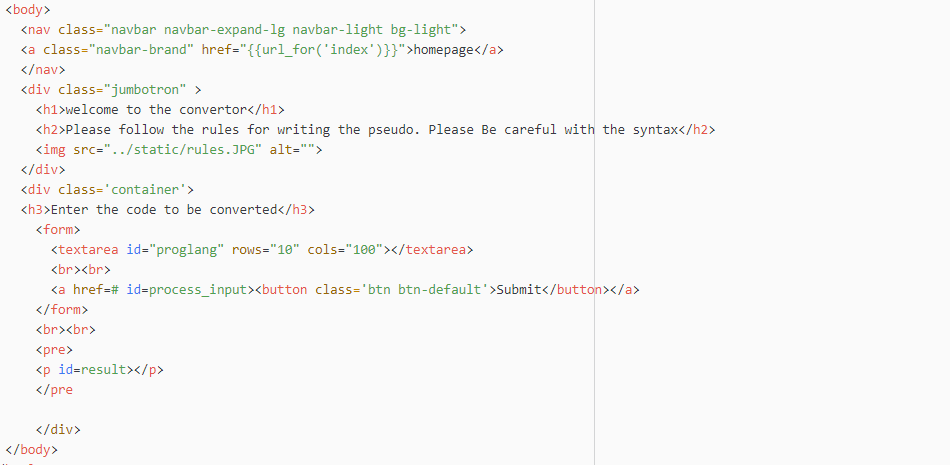 <body>
<nav class="navbar navbar-expand-lg navbar-light bg-light">
<a class="navbar-brand" href="{{url_for('index')}}">homepage</a>
</nav>
<div class="jumbotron" >
<h1>welcome to the convertor</h1>
<h2>Please follow the rules for writing the pseudo. Please Be careful with the syntax</h2>
<img src="../static/rules.JPG" alt="">
</div>
<div class='container'>
<h3>Enter the code to be converted</h3>
<form>
<textarea id="proglang" rows="10" cols="100"></textarea>
<br><br>
<a href=# id=process_input><button class='btn btn-default'>Submit</button></a>
</form>
<br><br>
<pre>
<p id=result></p>
</pre
</div>
</body>